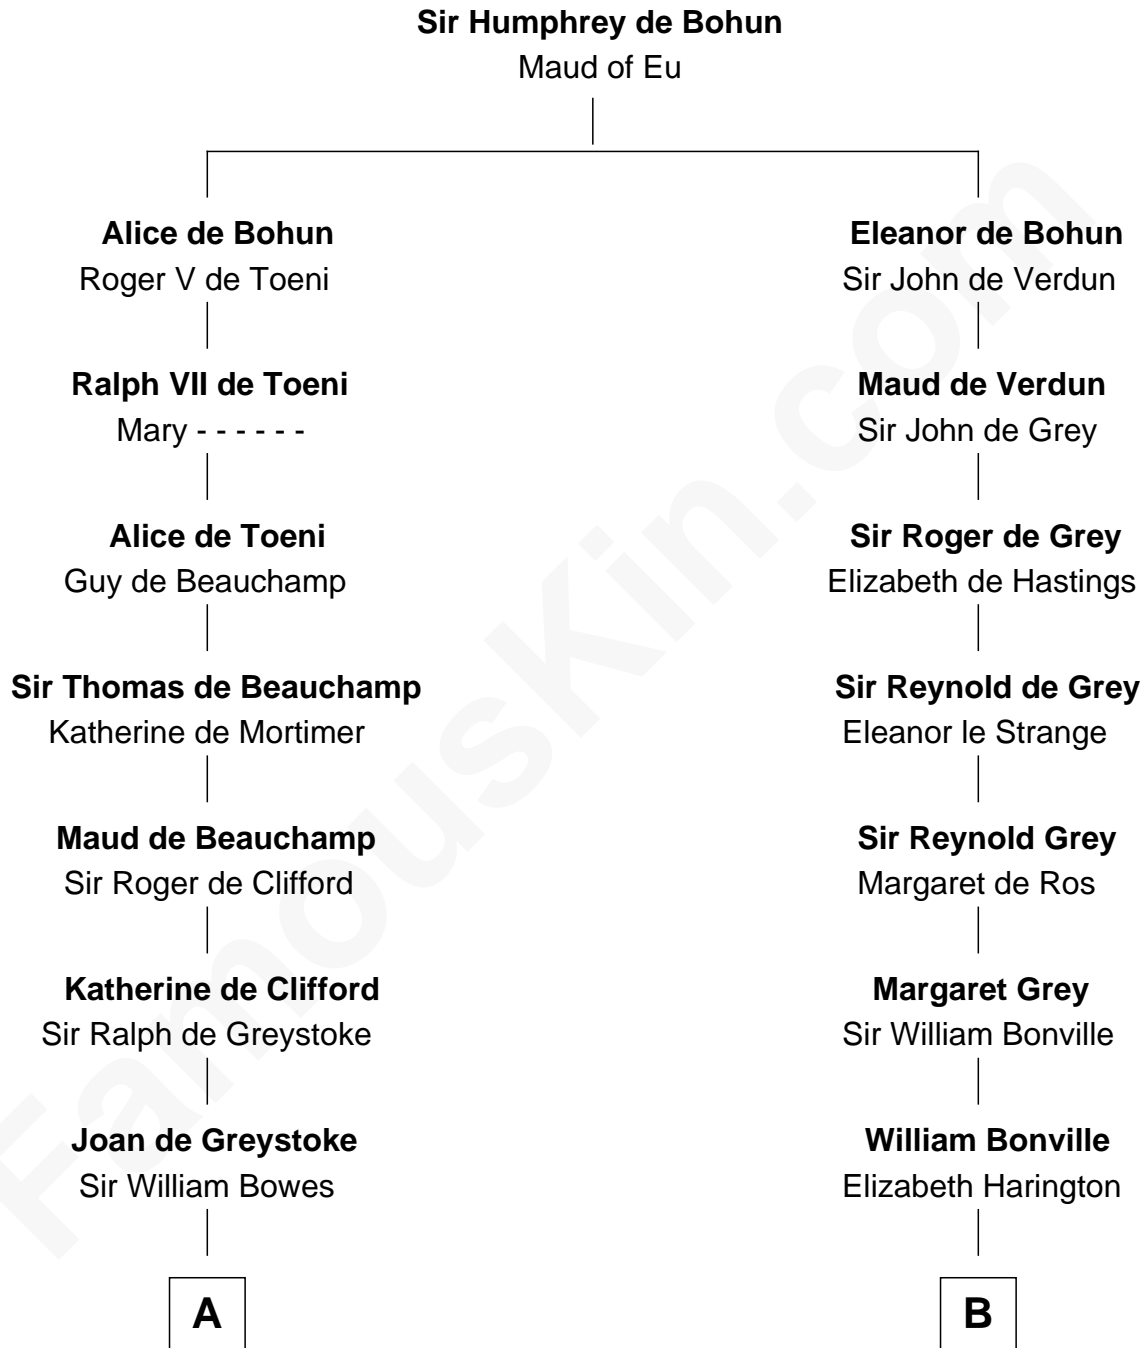 Sir Humphrey de Bohun
Maud of Eu
Alice de Bohun
Roger V de Toeni
Ralph VII de Toeni
Mary - - - - - -
Alice de Toeni
Guy de Beauchamp
Sir Thomas de Beauchamp
Katherine de Mortimer
Maud de Beauchamp
Sir Roger de Clifford
Katherine de Clifford
Sir Ralph de Greystoke
Joan de Greystoke
Sir William Bowes
A
Eleanor de Bohun
Sir John de Verdun
Maud de Verdun
Sir John de Grey
Sir Roger de Grey
Elizabeth de Hastings
Sir Reynold de Grey
Eleanor le Strange
Sir Reynold Grey
Margaret de Ros
Margaret Grey
Sir William Bonville
William Bonville
Elizabeth Harington
B
FamousKin.com